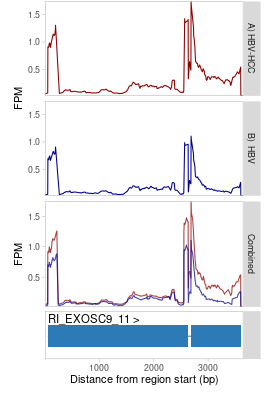 1.5
1.0
0.5
A) HBV-HCC
FPM
1.5
1.0
0.5
B) HBV
1.5
1.0
0.5
Combined
FPM
RI_EXOSC9_11 >
1000 2000 3000
Distance from region start (bp)